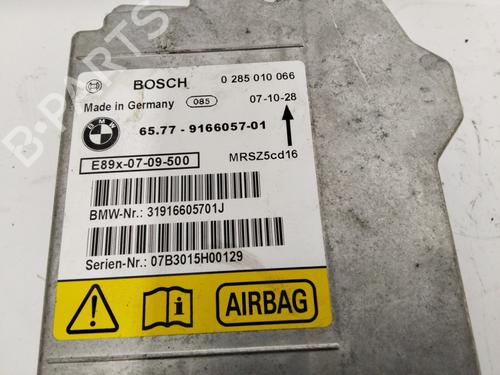 BOSCH 0 285 010 066
Made in Germany 085 07-10-28
BMW 65.77 - 9166057-01
E89x-07-09-500 MRSZ5cd16
BMW-Nr.: 31916605701J
Serien-Nr.: 07B3015H00129
AIRBAG
B-PARTS